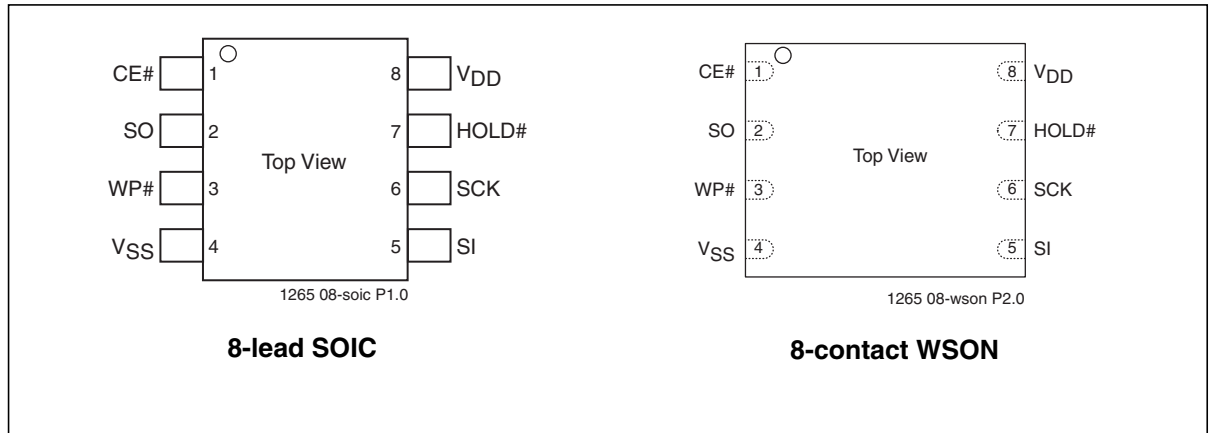 CE# 1 8 VDD
SO 2 7 HOLD#
Top View
WP# 3 6 SCK
VSS 4 5 SI
1265 08-soic P1.0
8-lead SOIC
CE# 1 8 VDD
SO 2 7 HOLD#
Top View
WP# 3 6 SCK
VSS 4 5 SI
1265 08-wson P2.0
8-contact WSON